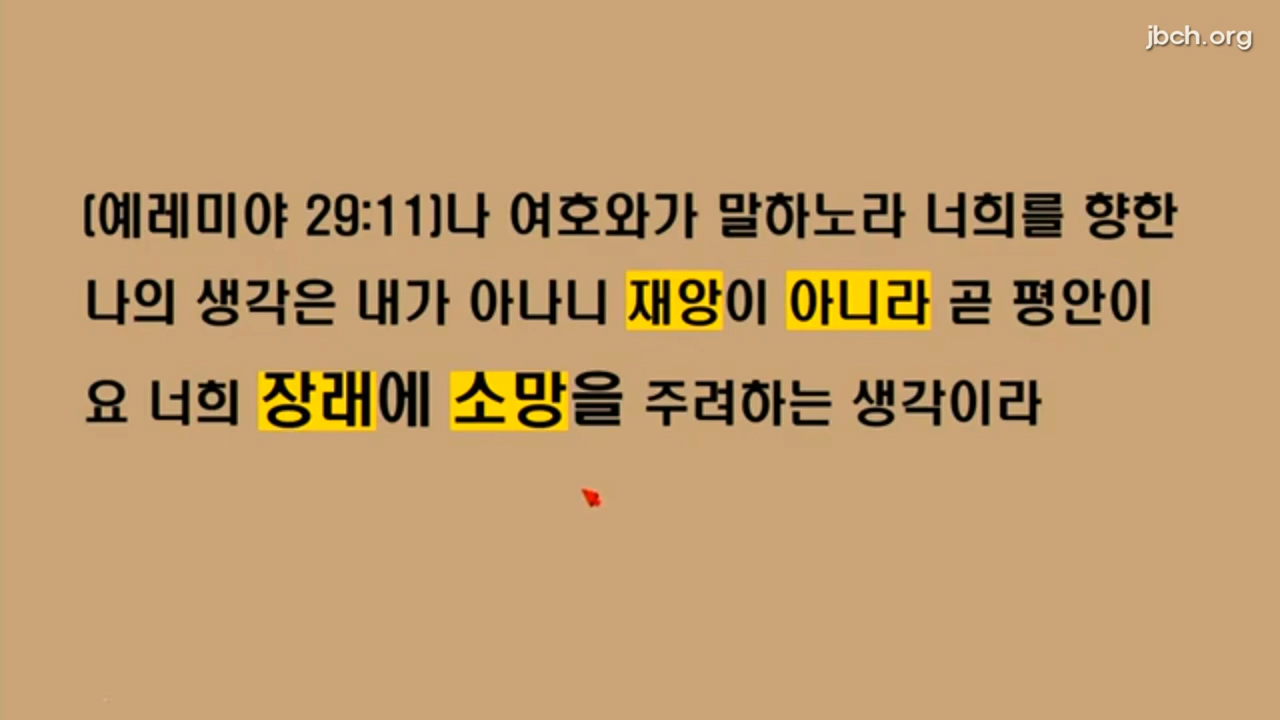 jbch.org
(예레미야 29:11)나 여호와가 말하노라 너희를 향한
나의 생각은 내가 아나니 재앙이 아니라 곧 평안이
요 너희 장래에 소망을 주려하는 생각이라